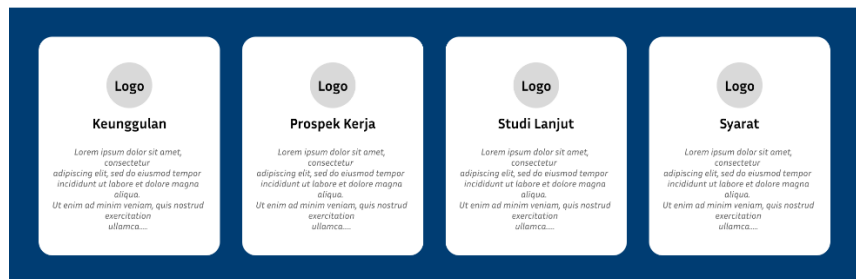 Logo
Keunggulan
Lorem ipsum dolor sit amet,
consectetur
adipiscing elit, sed do eiusmod tempor
incididunt ut labore et dolore magna
aliqua.
Ut enim ad minim veniam, quis nostrud
exercitation
ullamca....
Logo
Prospek Kerja
Lorem ipsum dolor sit amet,
consectetur
adipiscing elit, sed do eiusmod tempor
incididunt ut labore et dolore magna
aliqua.
Ut enim ad minim veniam, quis nostrud
exercitation
ullamca....
Logo
Studi Lanjut
Lorem ipsum dolor sit amet,
consectetur
adipiscing elit, sed do eiusmod tempor
incididunt ut labore et dolore magna
aliqua.
Ut enim ad minim veniam, quis nostrud
exercitation
ullamca....
Logo
Syarat
Lorem ipsum dolor sit amet,
consectetur
adipiscing elit, sed do eiusmod tempor
incididunt ut labore et dolore magna
aliqua.
Ut enim ad minim veniam, quis nostrud
exercitation
ullamca....